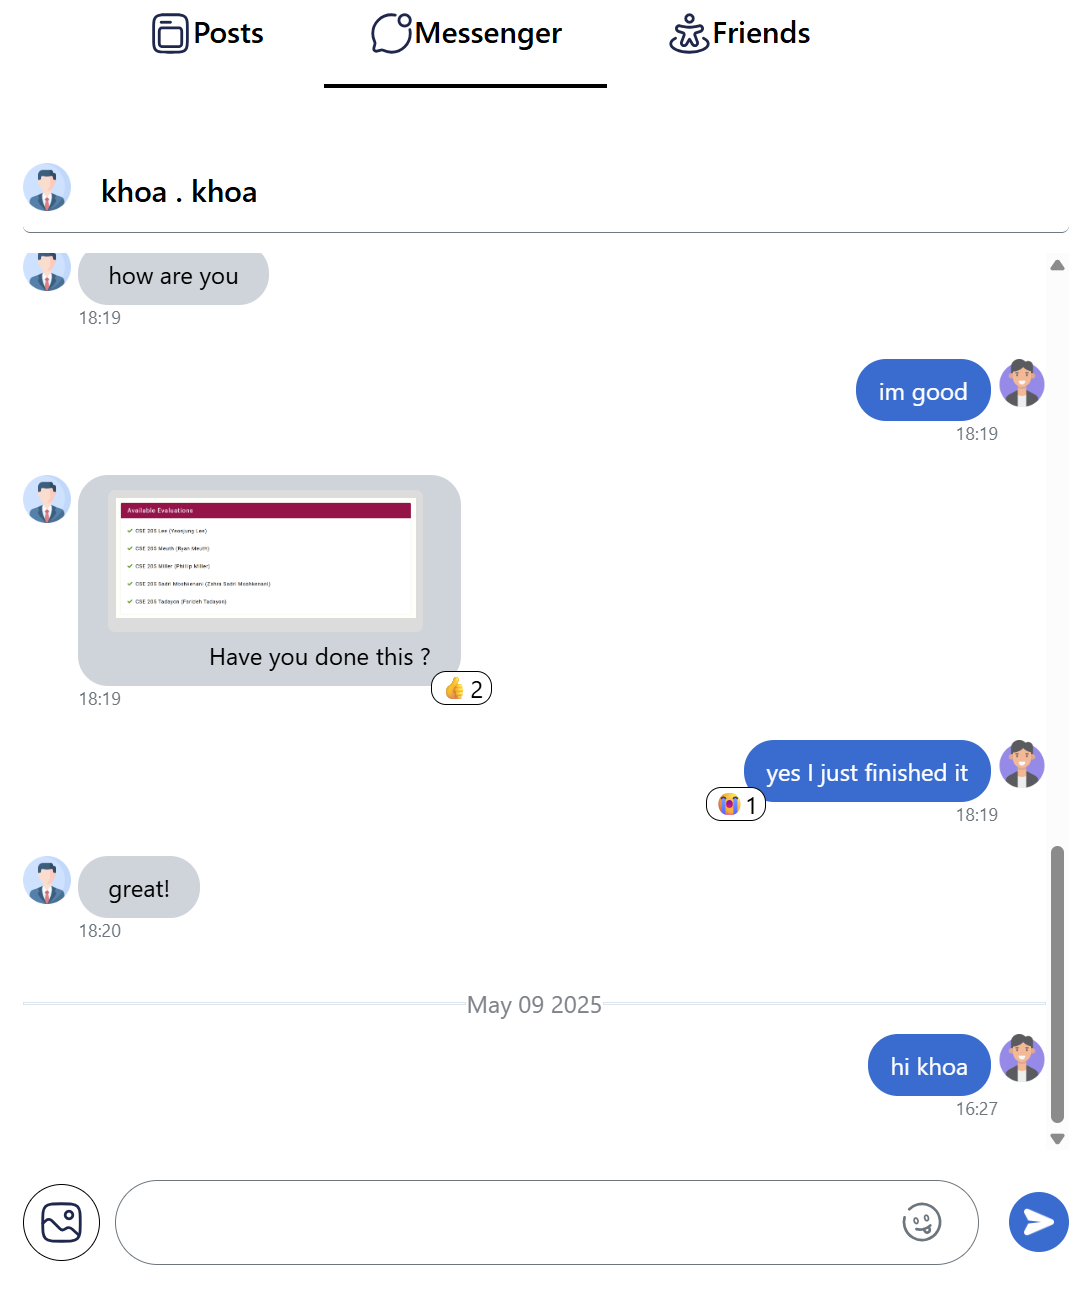 Posts
Messenger
Friends
khoa . khoa
how are you
18:19
im good
18:19
Available Evaluations
CSE 205 Lee (Yeonjung Lee)
CSE 205 Meuth (Ryan Meuth)
CSE 205 Miller (Phillip Miller)
CSE 205 Sadri Moshkenani (Zahra Sadri Moshkenani)
CSE 205 Tadayon (Farideh Tadayon)
Have you done this ?
18:19
2
yes I just finished it
1
18:19
great!
18:20
May 09 2025
hi khoa
16:27